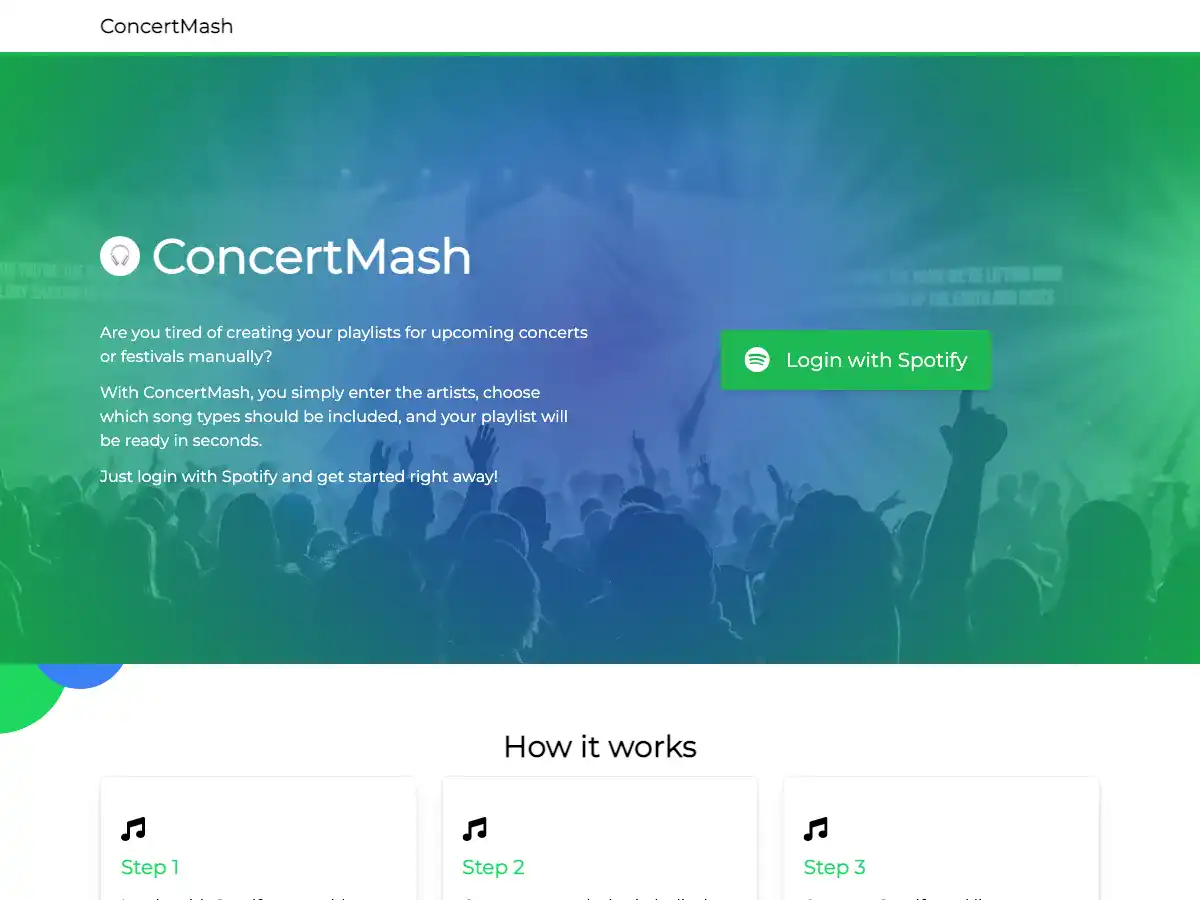 ConcertMash
ConcertMash
Are you tired of creating your playlists for upcoming concerts
or festivals manually?
With ConcertMash, you simply enter the artists, choose
which song types should be included, and your playlist will
be ready in seconds.
Just login with Spotify and get started right away!
Login with Spotify
How it works
Step 1
Step 2
Step 3